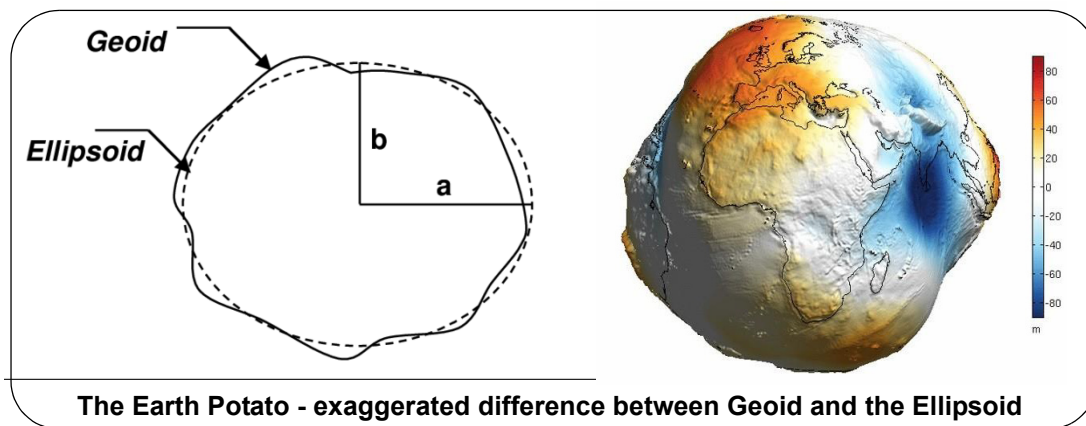 Geoid
Ellipsoid
b
a
80
60
40
20
0
-20
-40
-60
-80
m
The Earth Potato - exaggerated difference between Geoid and the Ellipsoid